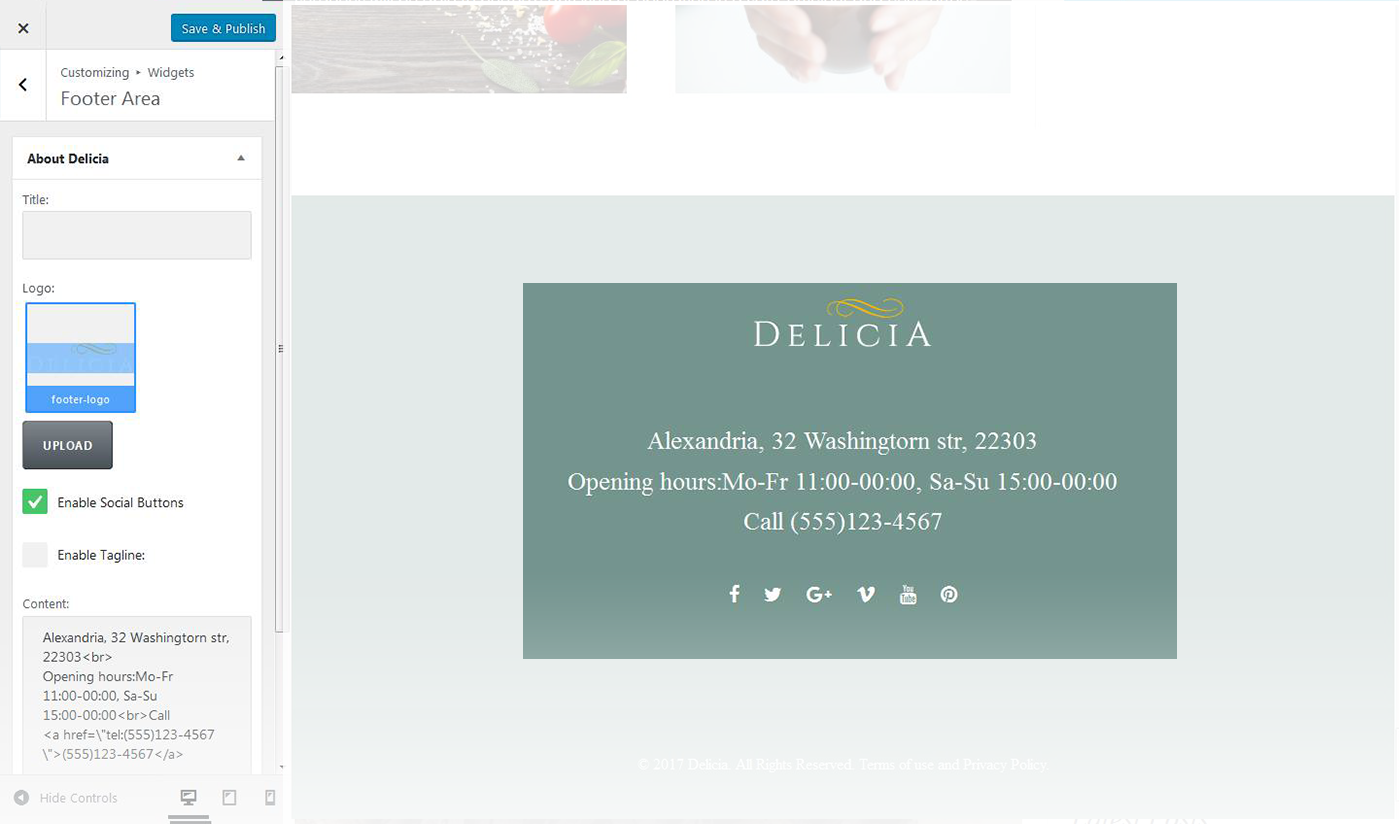 Save & Publish
Customizing ▸ Widgets
Footer Area
About Delicia
Title:
Logo:
footer-logo
UPLOAD
Enable Social Buttons
Enable Tagline:
Content:
Alexandria, 32 Washingtorn str,
22303<br>
Opening hours:Mo-Fr
11:00-00:00, Sa-Su
15:00-00:00<br>Call
<a href=\"tel:(555)123-4567
\">(555)123-4567</a>
Hide Controls
DELICIA
Alexandria, 32 Washingtorn str, 22303
Opening hours:Mo-Fr 11:00-00:00, Sa-Su 15:00-00:00
Call (555)123-4567
You
Tube
© 2017 Delicia. All Rights Reserved. Terms of use and Privacy Policy.